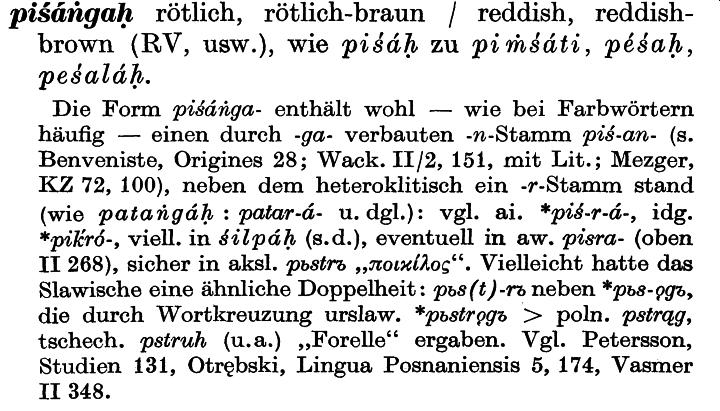 piśáṅgaḥ rötlich, rötlich-braun / reddish, reddish-
brown (RV, usw.), wie piśáḥ zu piṁśáti, péśaḥ,
peśaláḥ.
Die Form piśáṅga- enthält wohl — wie bei Farbwörtern
häufig — einen durch -ga- verbauten -n-Stamm piś-an- (s.
Benveniste, Origines 28; Wack. II/2, 151, mit Lit.; Mezger,
KZ 72, 100), neben dem heteroklitisch ein -r-Stamm stand
(wie pataṅgáḥ : patar-á- u. dgl.): vgl. ai. *piś-r-á-, idg.
*piḱró-, viell. in śilpáḥ (s.d.), eventuell in aw. pisra- (oben
II 268), sicher in aksl. pьstrъ „ποικίλος“. Vielleicht hatte das
Slawische eine ähnliche Doppelheit: pьs(t)-rъ neben *pьs-ǫgъ,
die durch Wortkreuzung urslaw. *pьstrǫgъ > poln. pstrąg,
tschech. pstruh (u.a.) „Forelle“ ergaben. Vgl. Petersson,
Studien 131, Otrębski, Lingua Posnaniensis 5, 174, Vasmer
II 348.